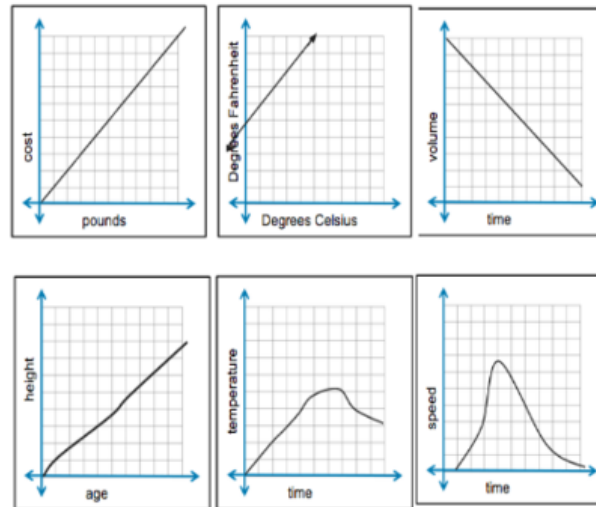 cost
pounds
Degrees Fahrenheit
Degrees Celsius
volume
time
height
age
temperature
time
speed
time